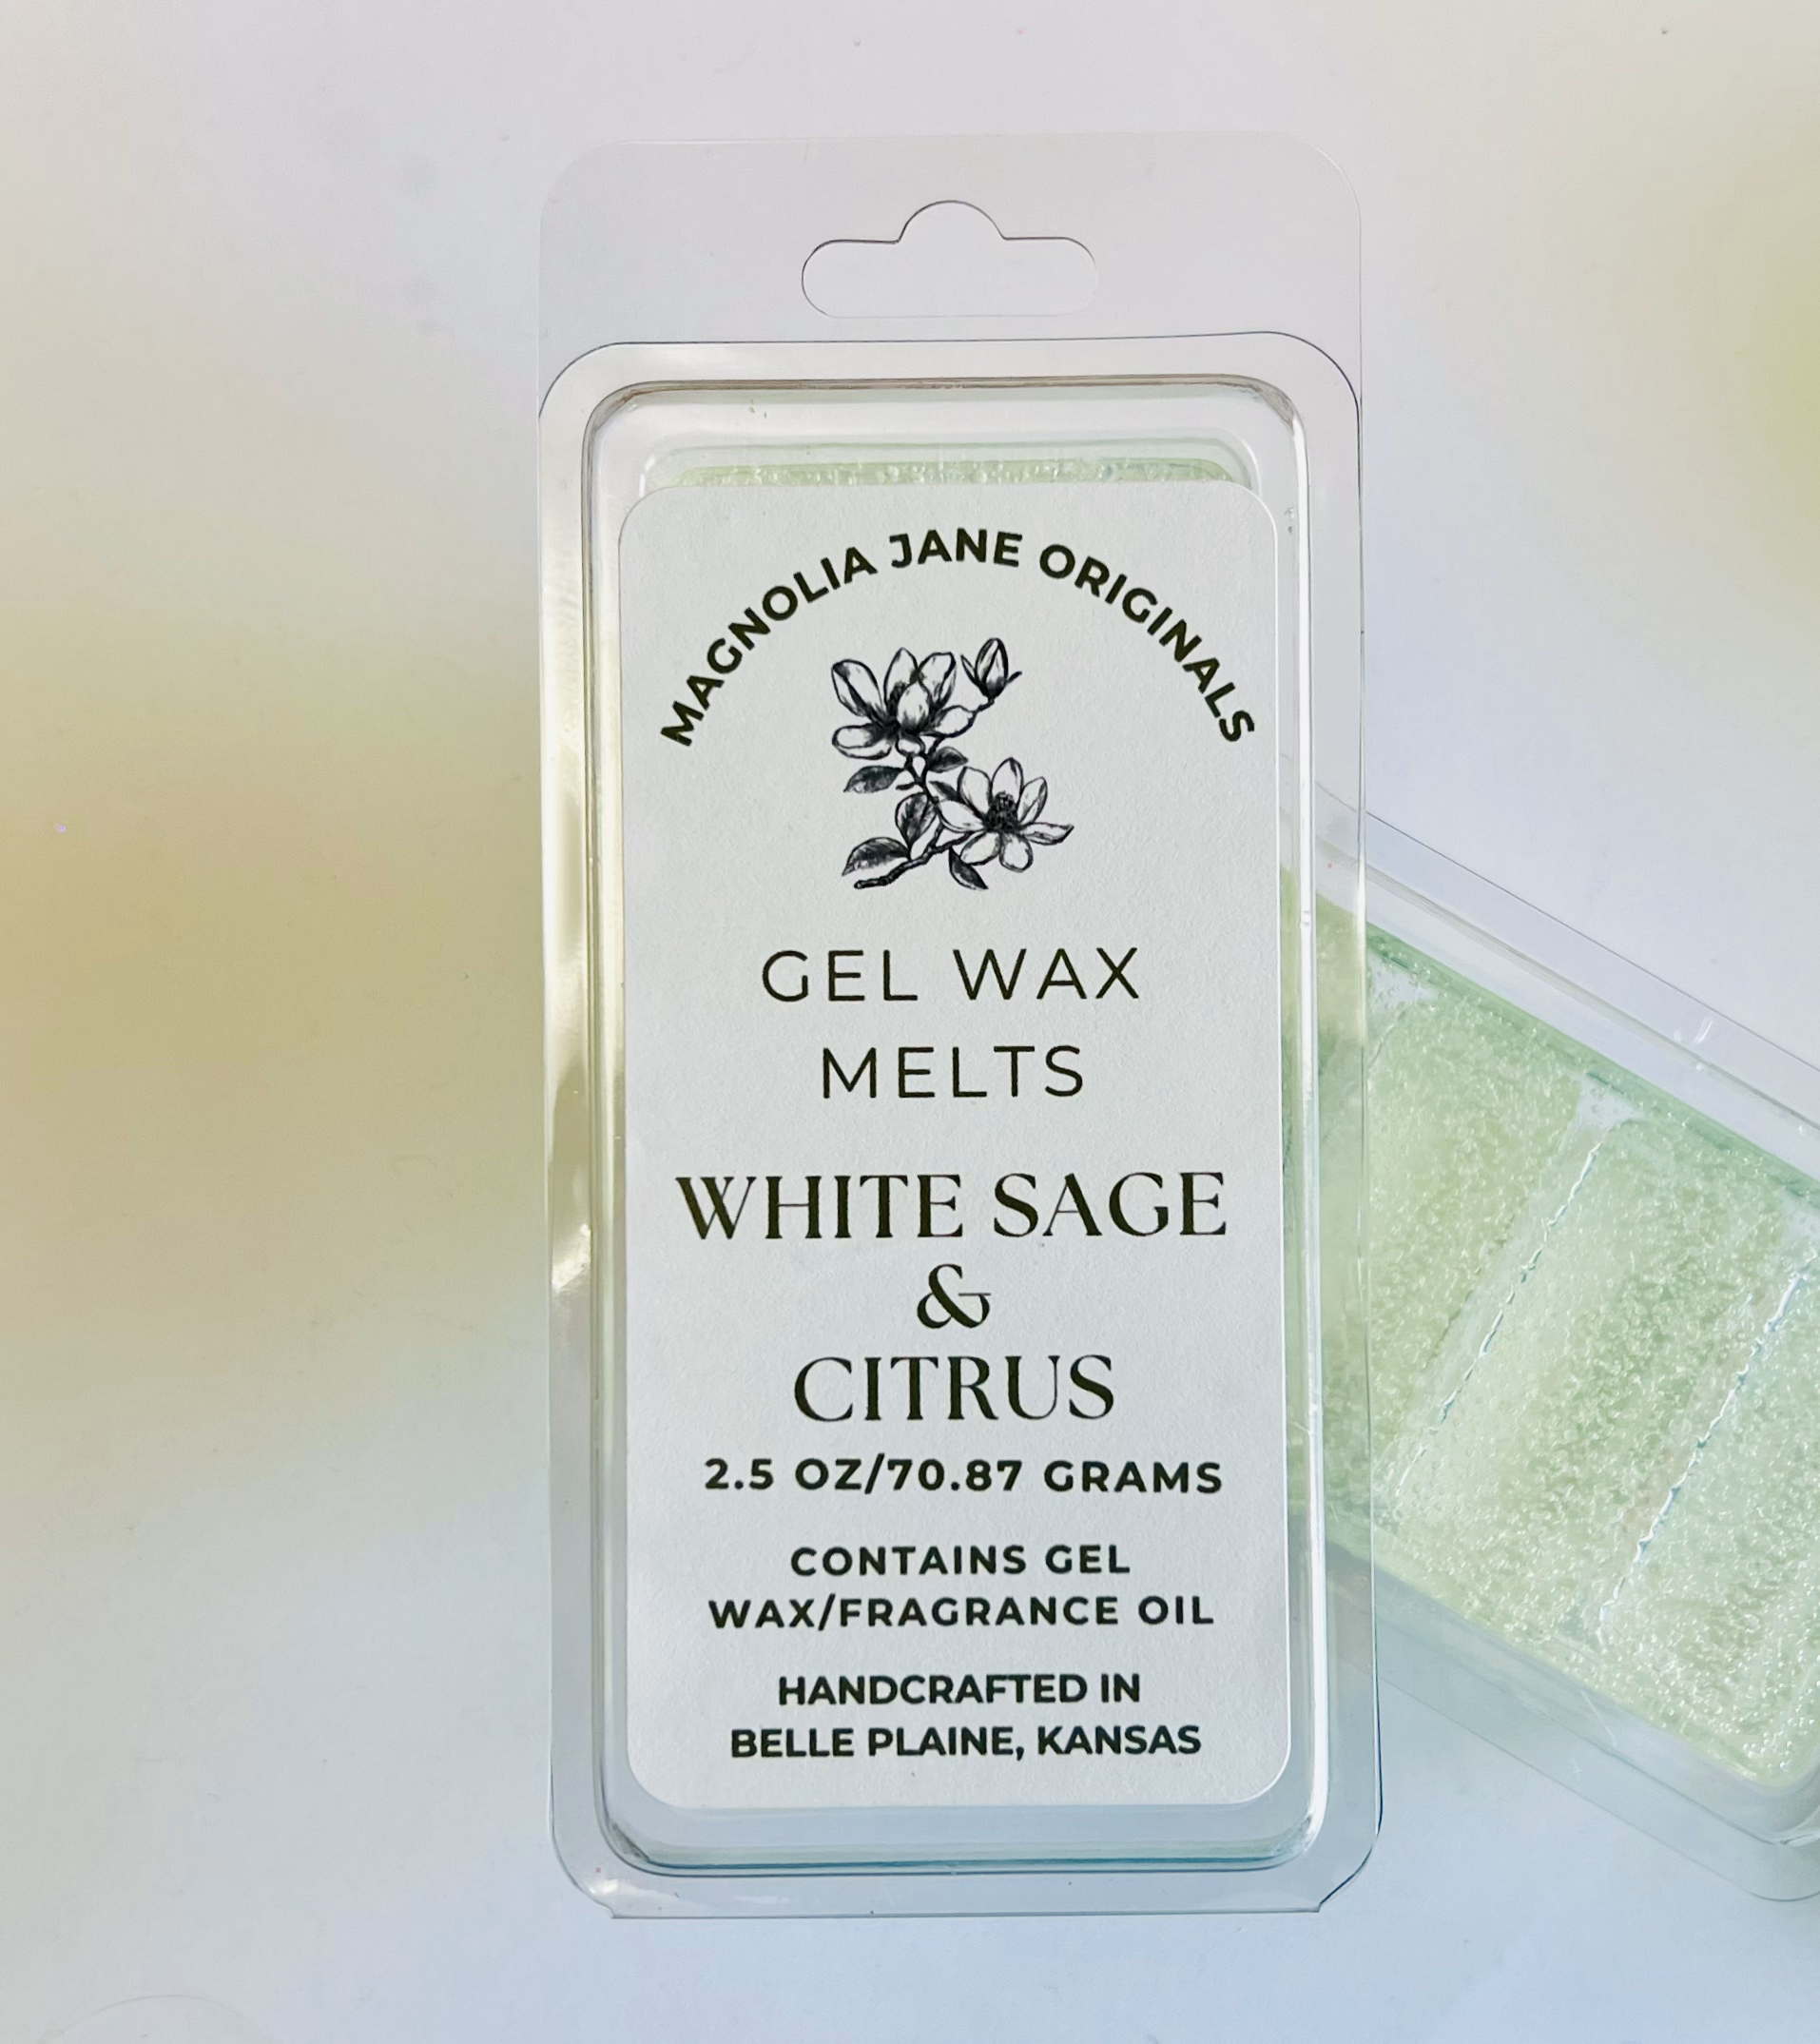 MAGNOLIA JANE ORIGINALS
GEL WAX
MELTS
WHITE SAGE
&
CITRUS
2.5 OZ/70.87 GRAMS
CONTAINS GEL
WAX/FRAGRANCE OIL
HANDCRAFTED IN
BELLE PLAINE, KANSAS